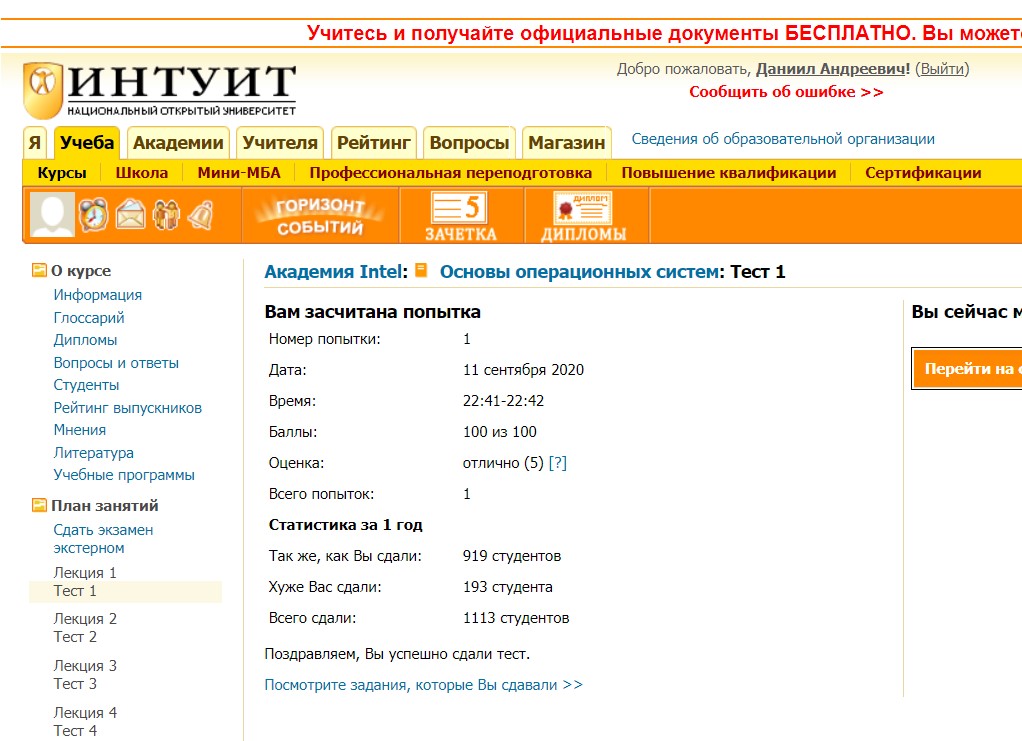 Учитесь и получайте официальные документы БЕСПЛАТНО. Вы может
ИНТУИТ
НАЦИОНАЛЬНЫЙ ОТКРЫТЫЙ УНИВЕРСИТЕТ
Добро пожаловать, Даниил Андреевич! (Выйти)
Сообщить об ошибке >>
Я Учеба Академии Учителя Рейтинг Вопросы Магазин Сведения об образовательной организации
Курсы Школа Мини-МБА Профессиональная переподготовка Повышение квалификации Сертификации
ГОРИЗОНТ СОБЫТИЙ
5 ЗАЧЕТКА
ДИПЛОМ ДИПЛОМЫ
О курсе
Информация
Глоссарий
Дипломы
Вопросы и ответы
Студенты
Рейтинг выпускников
Мнения
Литература
Учебные программы
План занятий
Сдать экзамен
экстерном
Лекция 1
Тест 1
Лекция 2
Тест 2
Лекция 3
Тест 3
Лекция 4
Тест 4
Академия Intel: Основы операционных систем: Тест 1
Вам засчитана попытка
Номер попытки: 1
Дата: 11 сентября 2020
Время: 22:41-22:42
Баллы: 100 из 100
Оценка: отлично (5) [?]
Всего попыток: 1
Статистика за 1 год
Так же, как Вы сдали: 919 студентов
Хуже Вас сдали: 193 студента
Всего сдали: 1113 студентов
Поздравляем, Вы успешно сдали тест.
Посмотрите задания, которые Вы сдавали >>
Вы сейчас м
Перейти на